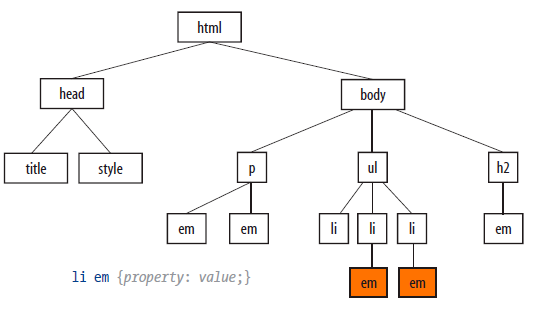 html
head
body
title
style
p
ul
h2
em
em
li
li
li
em
em
em
li em {property: value;}